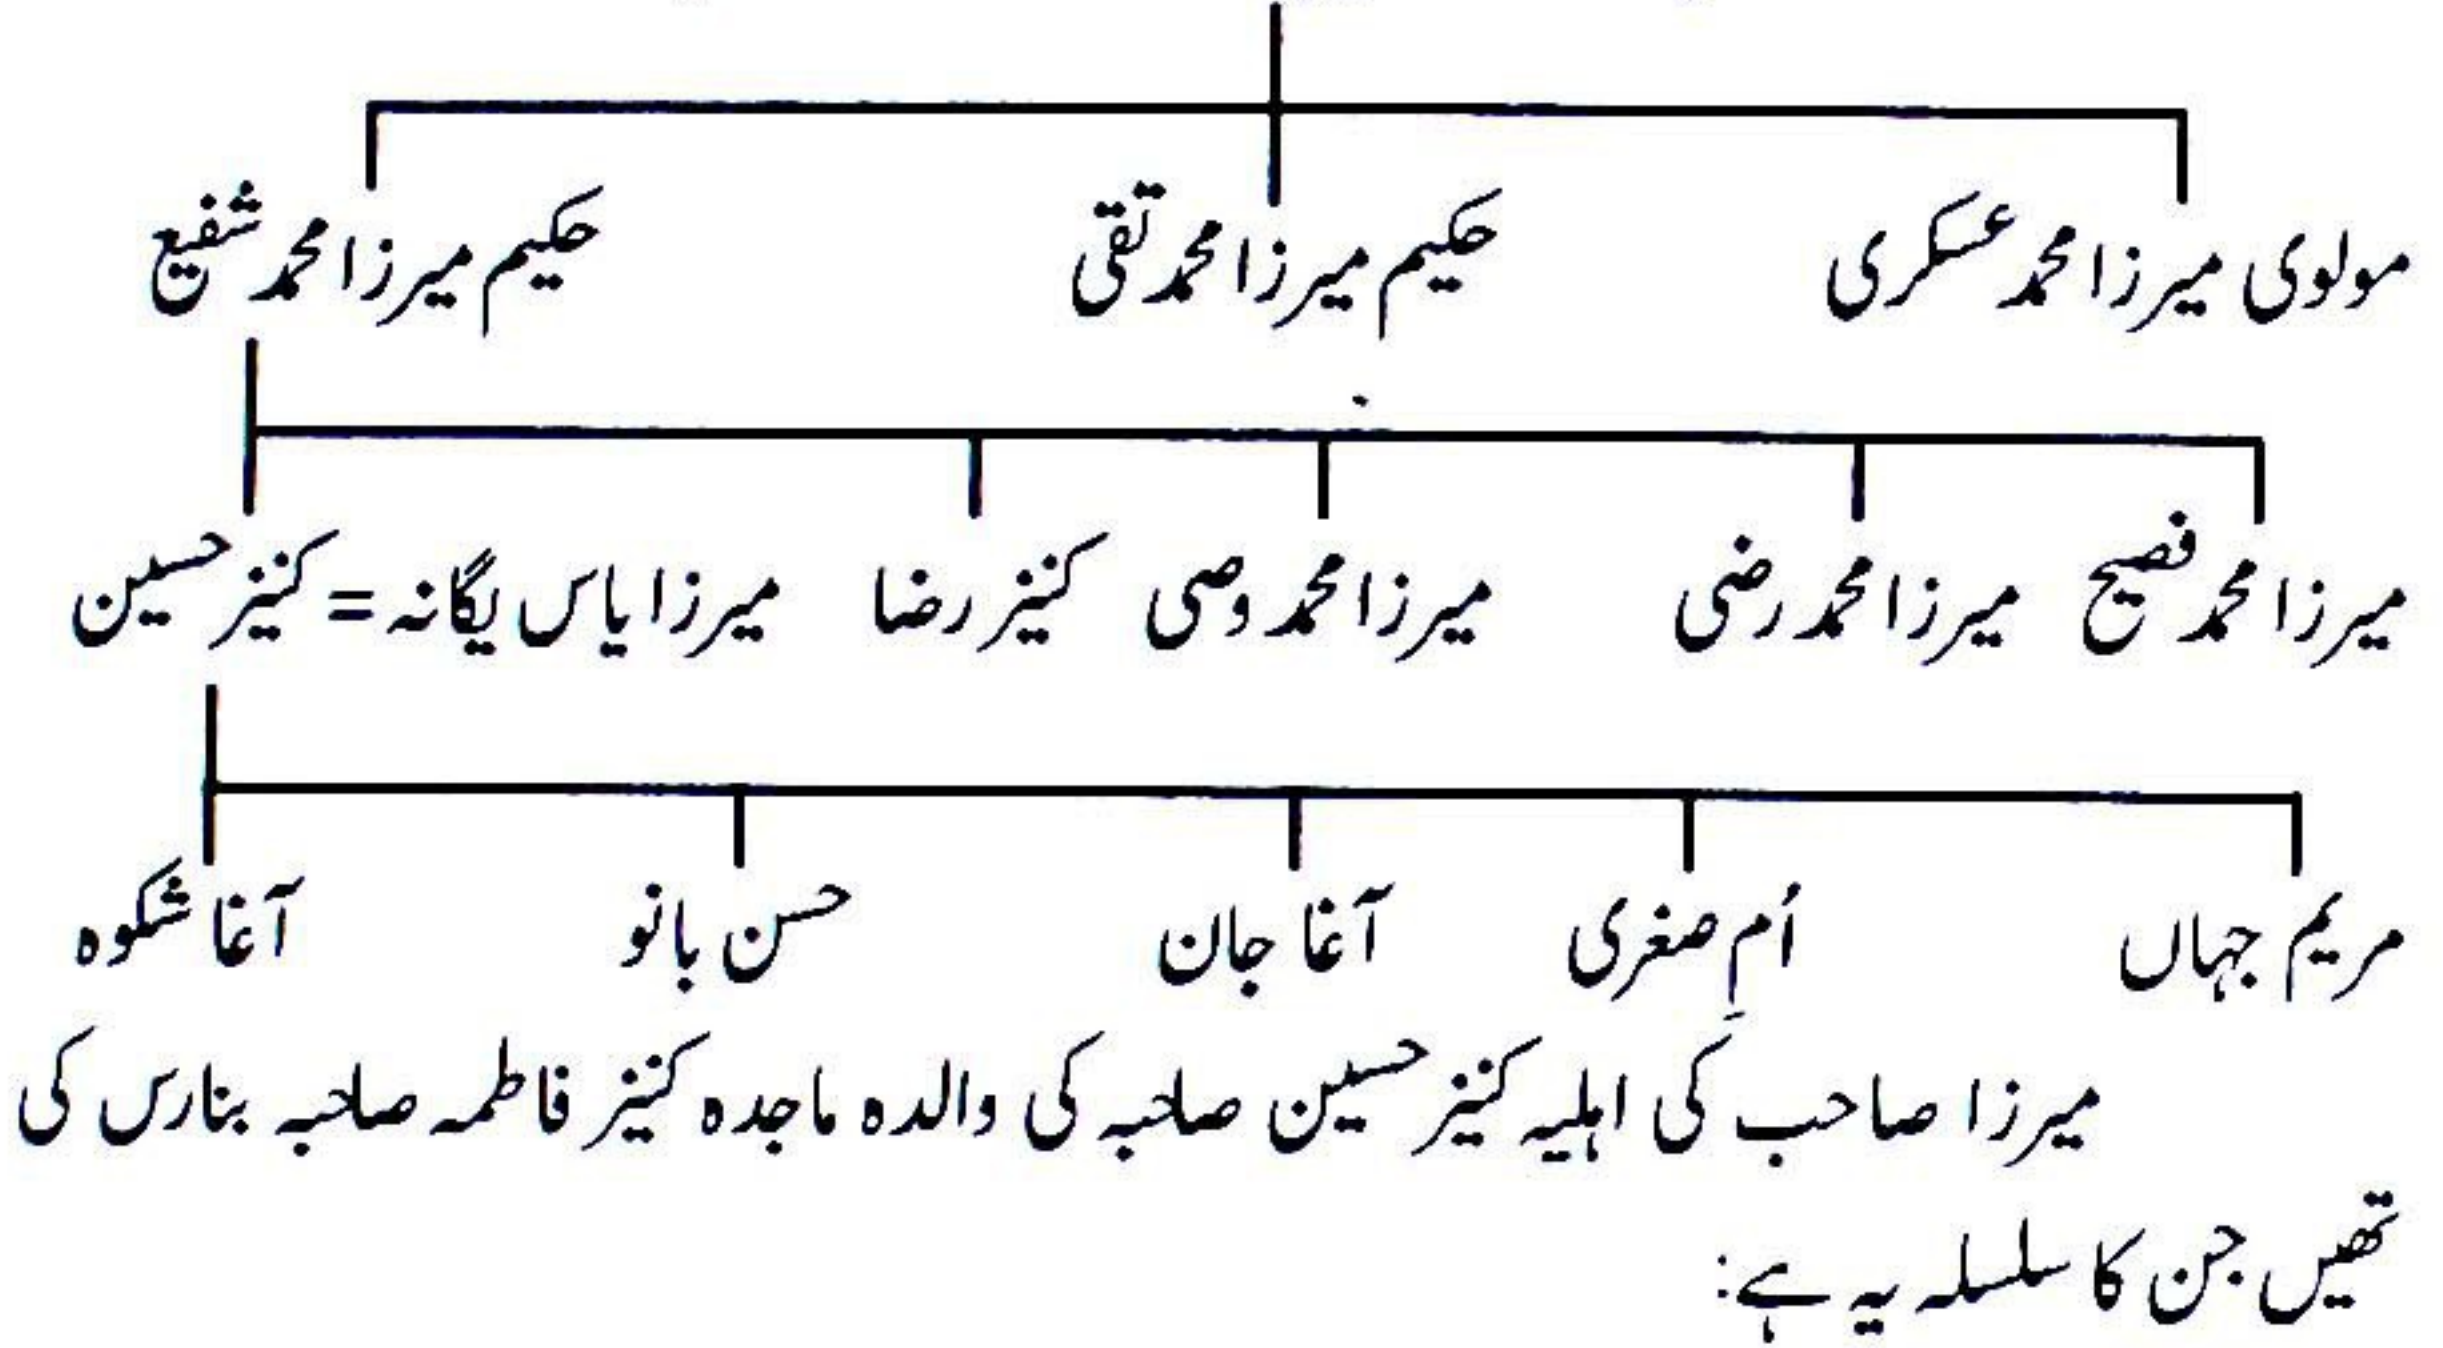 مولوی میرزا محمد عسکری حکیم میرزا محمد تقی حکیم میرزا محمد شفیع
میرزا محمد فصیح میرزا محمد رضی میرزا محمد وصی کنیز رضا میرزا یاس یگانہ = کنیز حسین
مریم جہاں اُمِ صغریٰ آغا جان حسن بانو آغا شکوہ
میرزا صاحب کی اہلیہ کنیز حسین صاحبہ کی والدہ ماجدہ کنیز فاطمہ صاحبہ بنارس کی
تھیں جن کا سلسلہ یہ ہے: